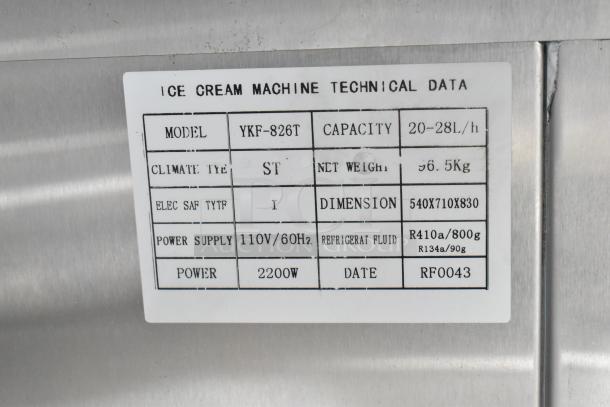 ICE CREAM MACHINE TECHNICAL DATA
MODEL YKF-826T CAPACITY 20-28L/h
CLIMATE TYE ST NET WEIGHT 96.5Kg
ELEC SAF TYTF I DIMENSION 540X710X830
POWER SUPPLY 110V/60Hz REFRIGERAT FLUID R410a/800g
R134a/90g
POWER 2200W DATE RF0043